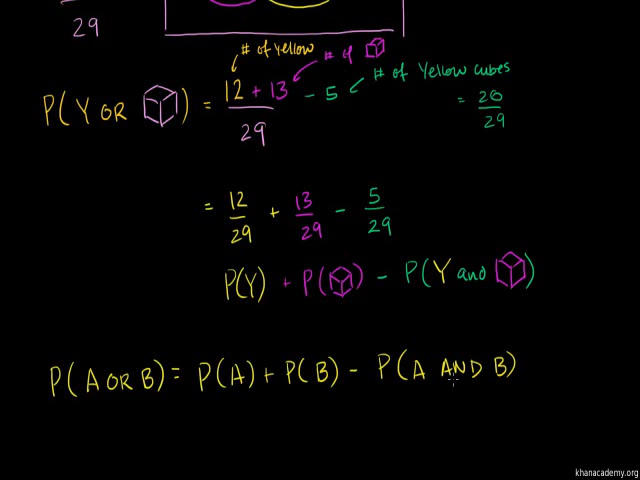 29
# of yellow
# of
P(Y OR ) = 12 + 13 - 5 # of Yellow cubes
29
= 20/29
= 12/29 + 13/29 - 5/29
P(Y) + P( ) - P(Y and )
P(A OR B) = P(A) + P(B) - P(A AND B)
khanacademy.org